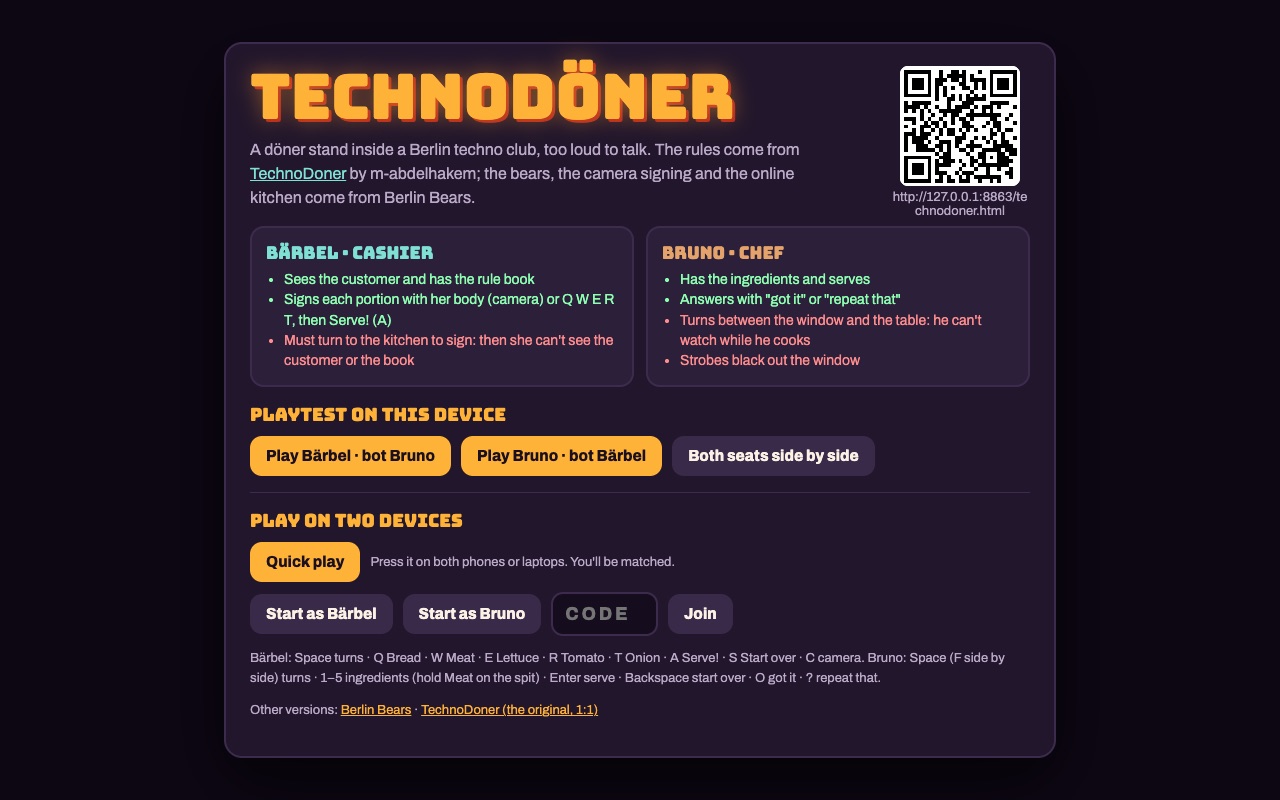 TECHNODÖNER
A döner stand inside a Berlin techno club, too loud to talk. The rules come from
TechnoDoner by m-abdelhakem; the bears, the camera signing and the online
kitchen come from Berlin Bears.
http://127.0.0.1:8863/te
chnodoner.html
BÄRBEL · CASHIER
• Sees the customer and has the rule book
• Signs each portion with her body (camera) or Q W E R
T, then Serve! (A)
• Must turn to the kitchen to sign: then she can't see the
customer or the book
BRUNO · CHEF
• Has the ingredients and serves
• Answers with "got it" or "repeat that"
• Turns between the window and the table: he can't
watch while he cooks
• Strobes black out the window
PLAYTEST ON THIS DEVICE
Play Bärbel · bot Bruno
Play Bruno · bot Bärbel
Both seats side by side
PLAY ON TWO DEVICES
Quick play
Press it on both phones or laptops. You'll be matched.
Start as Bärbel
Start as Bruno
CODE
Join
Bärbel: Space turns · Q Bread · W Meat · E Lettuce · R Tomato · T Onion · A Serve! · S Start over · C camera. Bruno: Space (F side by
side) turns · 1–5 ingredients (hold Meat on the spit) · Enter serve · Backspace start over · O got it · ? repeat that.
Other versions: Berlin Bears · TechnoDoner (the original, 1:1)